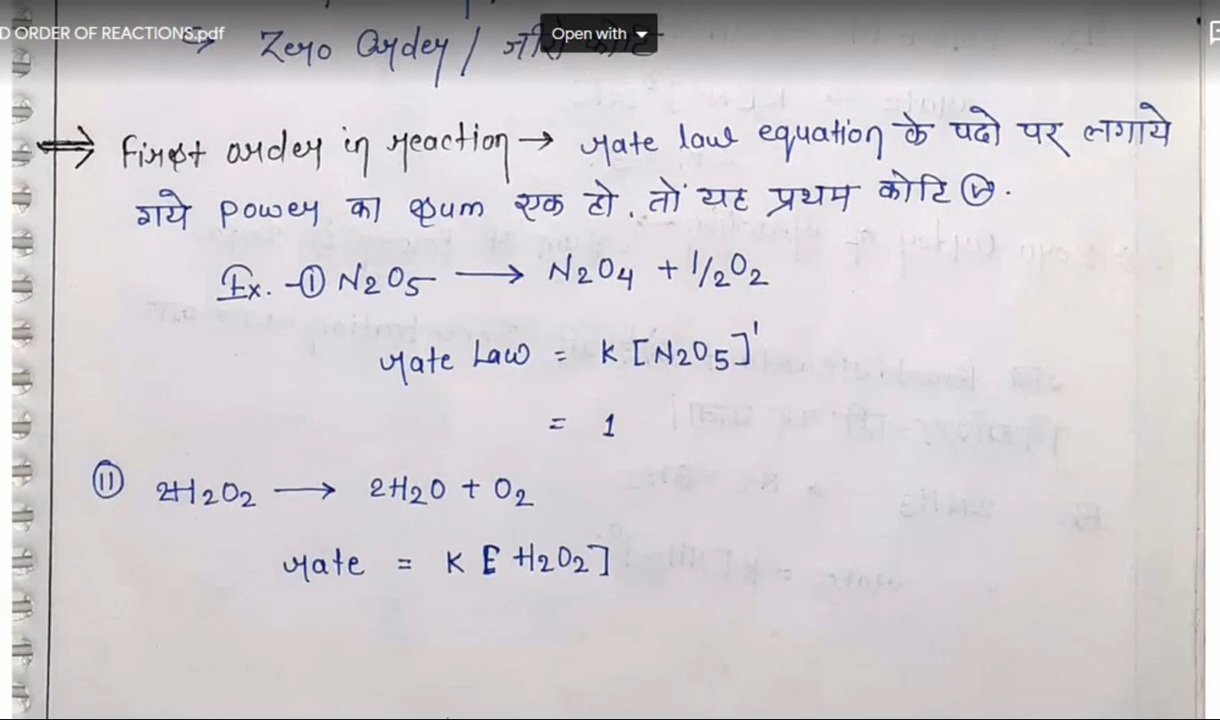 D ORDER OF REACTIONS.pdf
Open with
→ Zero Order / जीरो कोटि
⇒ First order in reaction → rate law equation के पदो पर लगाये
गये power का sum एक हो, तो यह प्रथम कोटि
Ex. -① N2O5 → N2O4 + 1/2O2
rate Law = K [N2O5]¹
= 1
⑪ 2H2O2 → 2H2O + O2
rate = K [H2O2]